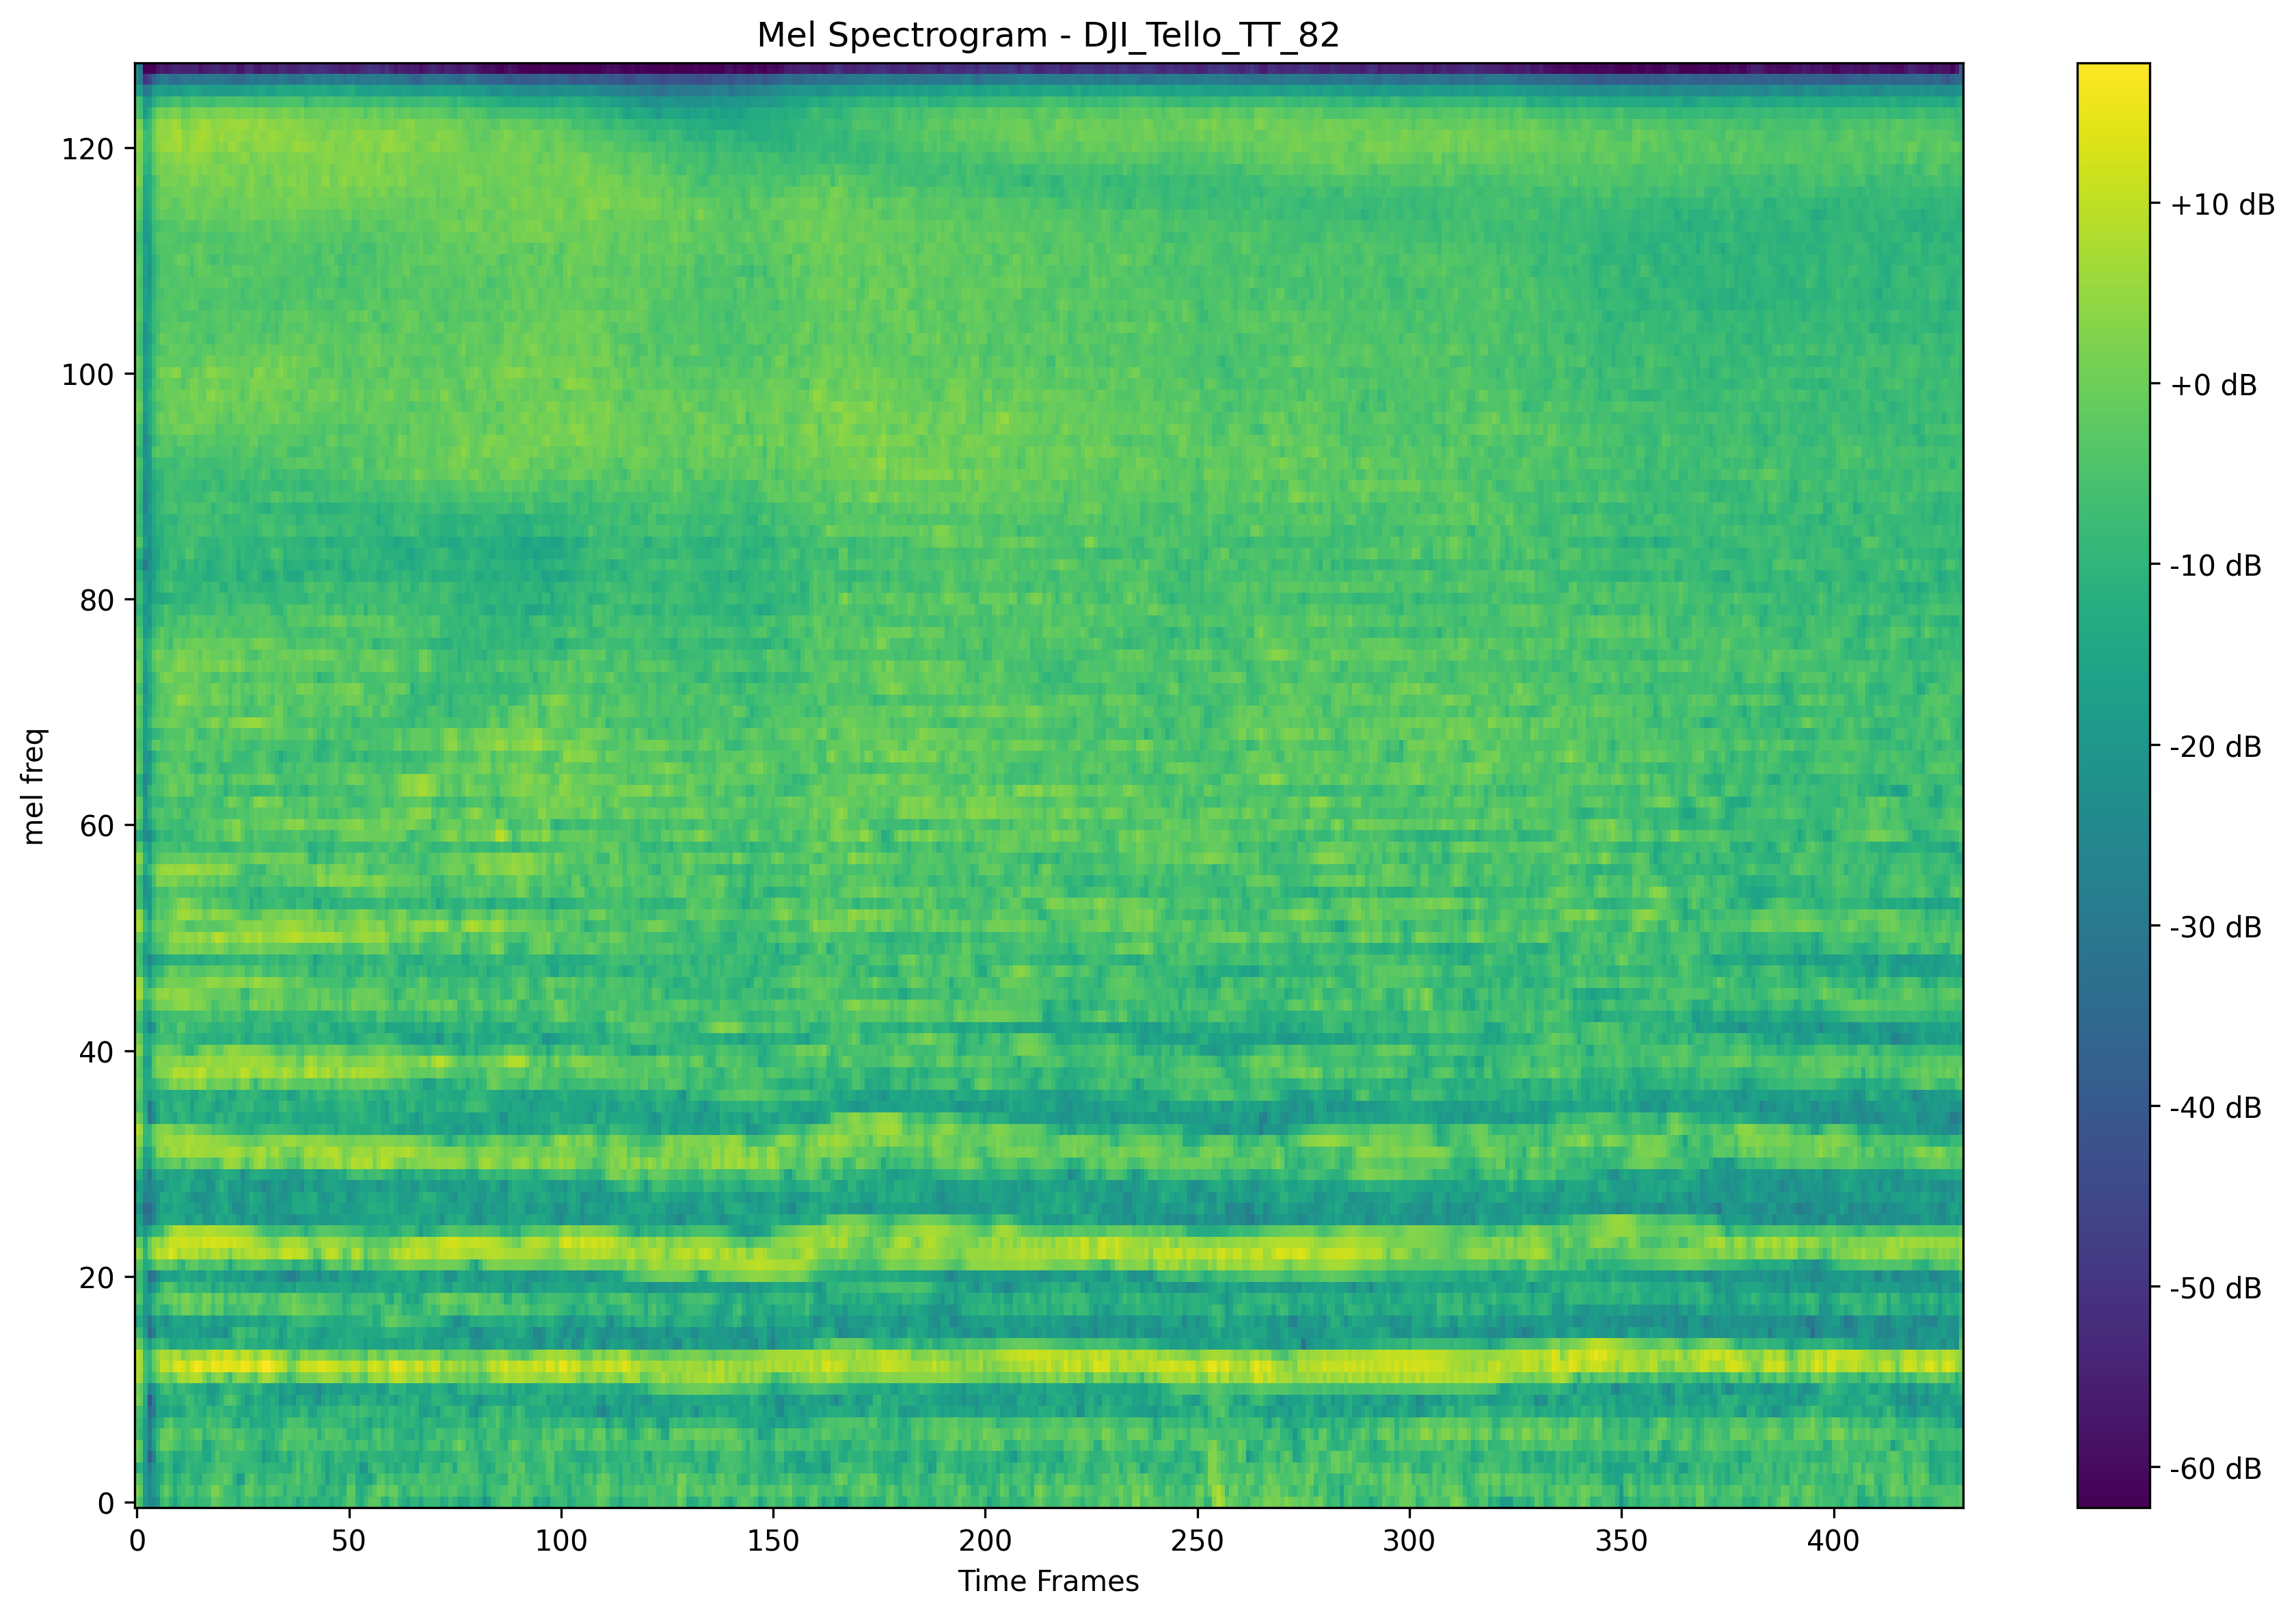 Mel Spectrogram - DJI_Tello_TT_82
mel freq
120
100
80
60
40
20
0
0 50 100 150 200 250 300 350 400
Time Frames
+10 dB
+0 dB
-10 dB
-20 dB
-30 dB
-40 dB
-50 dB
-60 dB